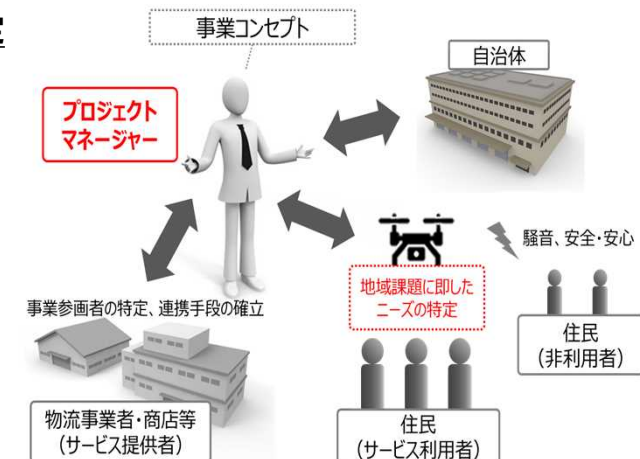 事業コンセプト
自治体
プロジェクト
マネージャー
騒音、安全・安心
地域課題に即した
ニーズの特定
事業参画者の特定、連携手段の確立
住民
(非利用者)
物流事業者・商店等
(サービス提供者)
住民
(サービス利用者)